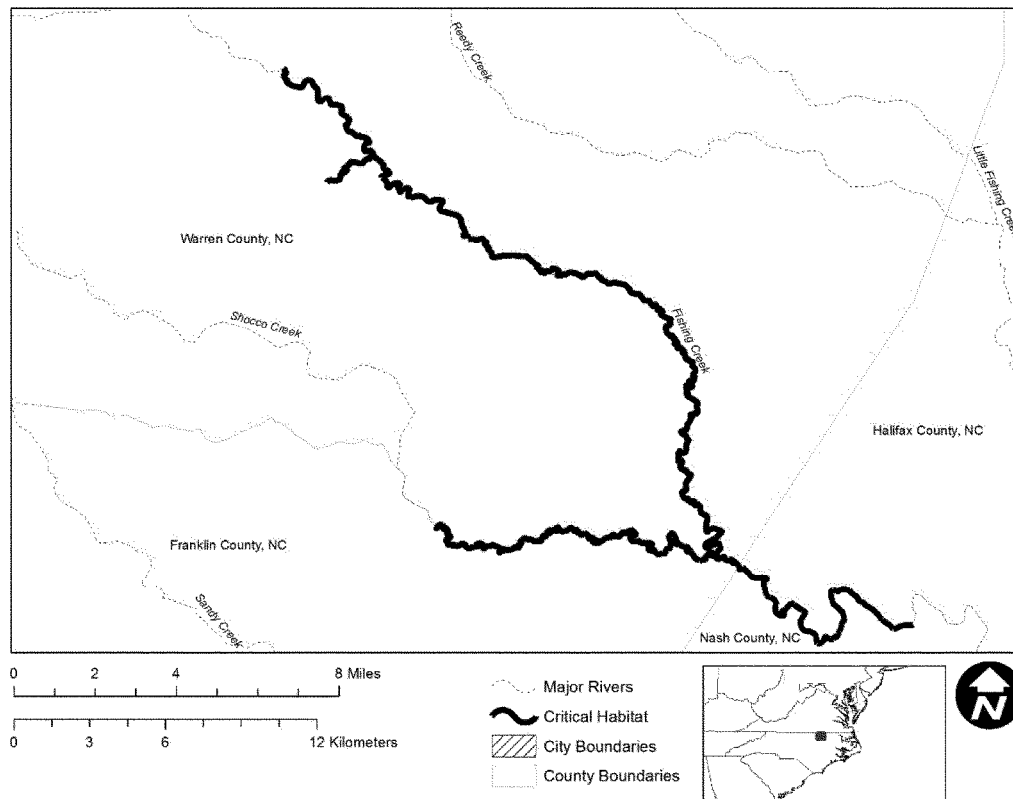 Reedy Creek
Little Fishing Creek
Warren County, NC
Shocco Creek
Fishing Creek
Halifax County, NC
Franklin County, NC
Sandy Creek
Nash County, NC
0 2 4 8 Miles
0 3 6 12 Kilometers
Major Rivers
Critical Habitat
City Boundaries
County Boundaries
N